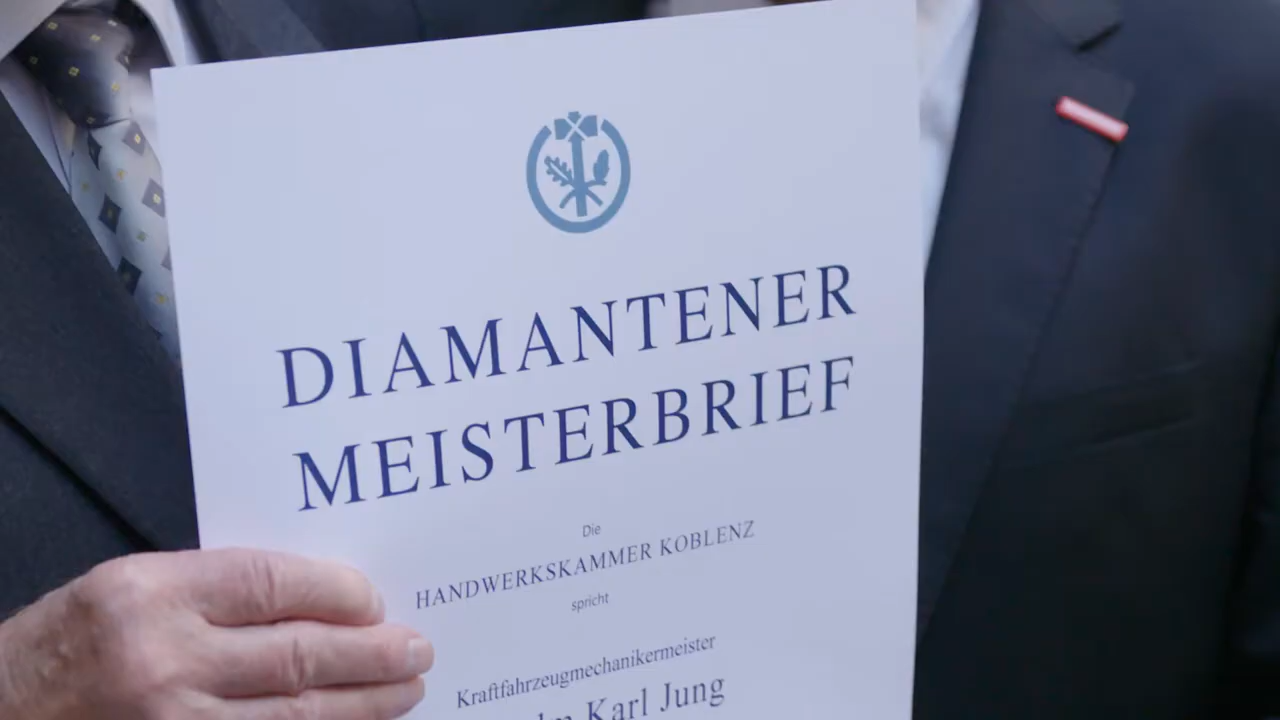 DIAMANTENER
MEISTERBRIEF
Die
HANDWERKSKAMMER KOBLENZ
spricht
Kraftfahrzeugmechanikermeister
Karl Jung